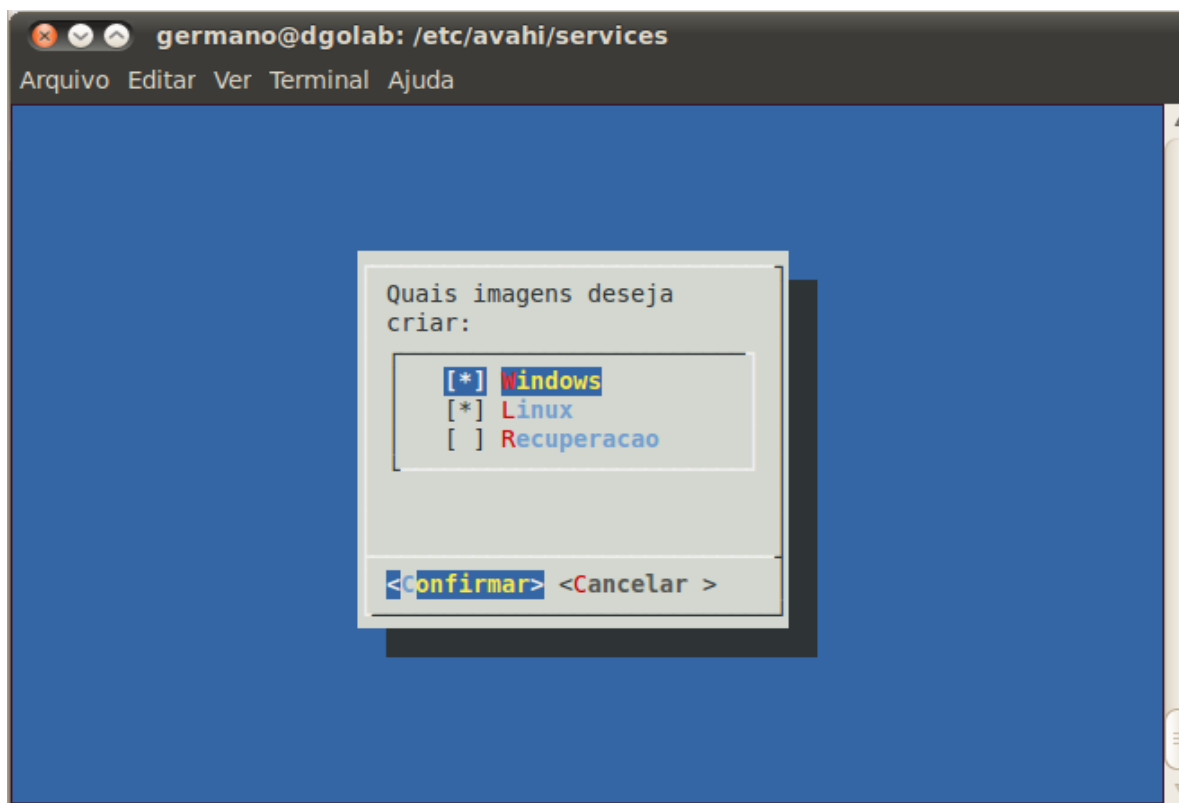 germano@dgolab: /etc/avahi/services
Arquivo Editar Ver Terminal Ajuda
Quais imagens deseja
criar:
[*] Windows
[*] Linux
[ ] Recuperacao
<Confirmar> <Cancelar >